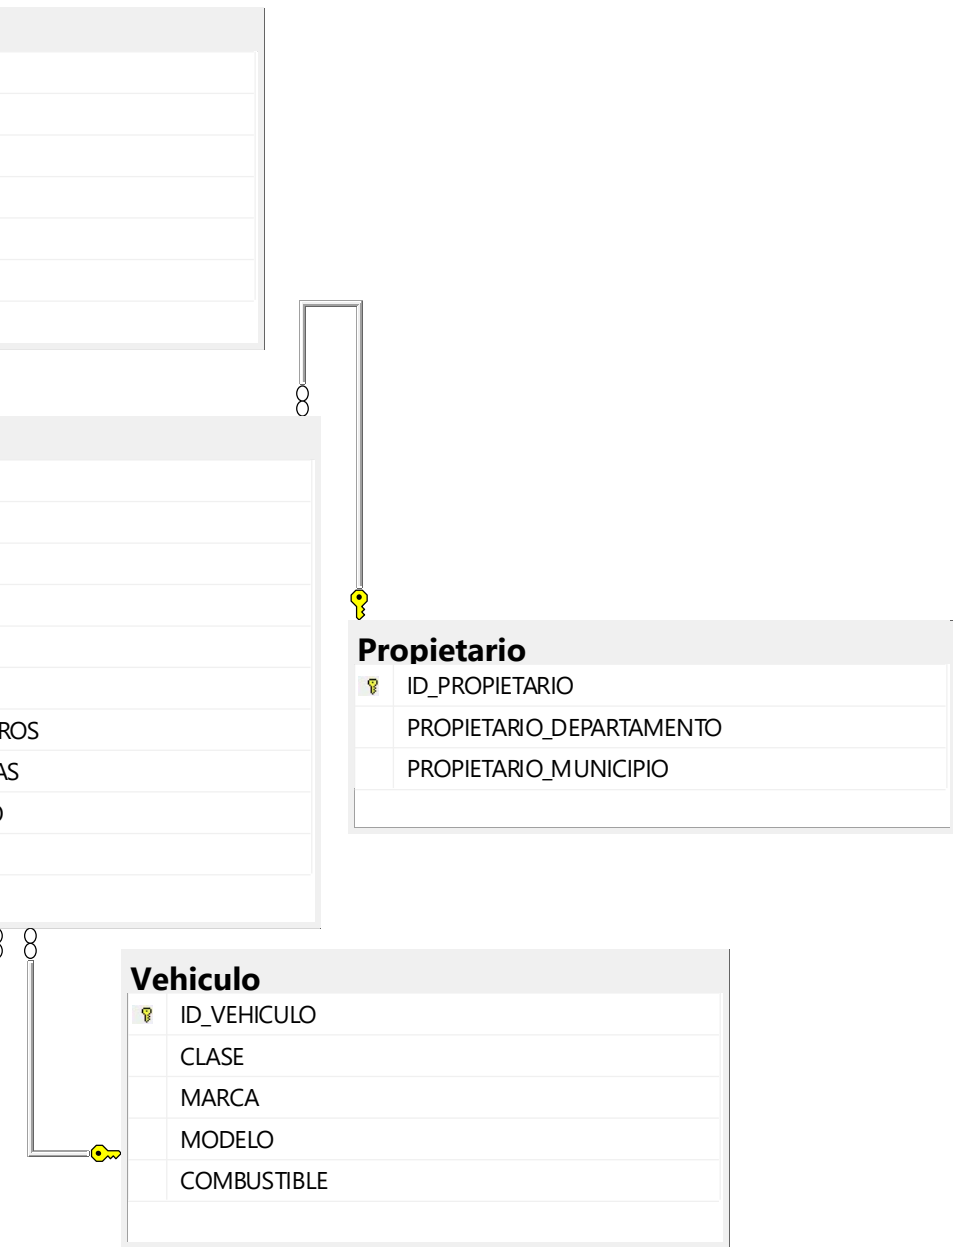 Propietario
ID_PROPIETARIO
PROPIETARIO_DEPARTAMENTO
PROPIETARIO_MUNICIPIO
ROS
AS
O
Vehiculo
ID_VEHICULO
CLASE
MARCA
MODELO
COMBUSTIBLE